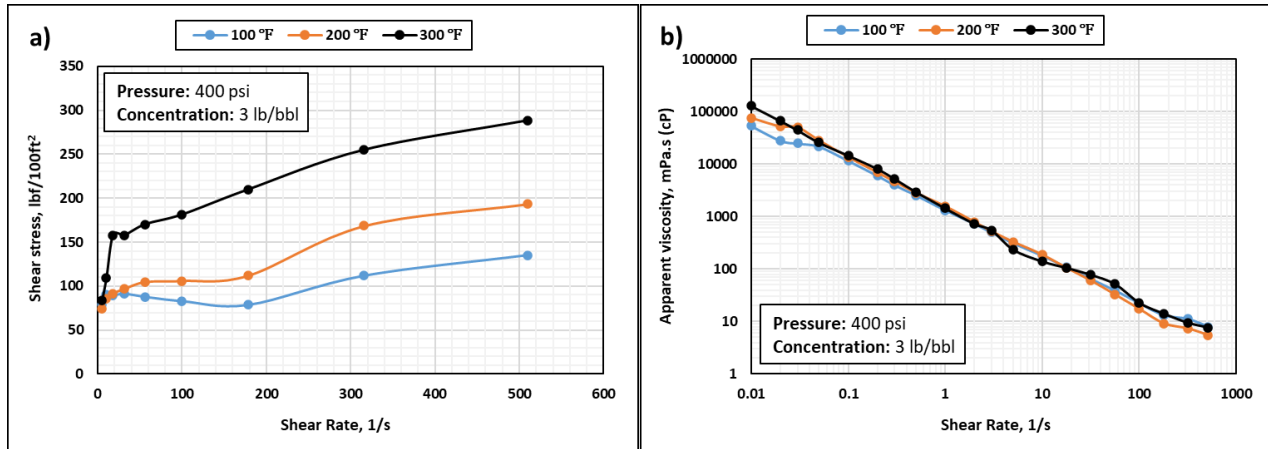 a)
100 °F 200 °F 300 °F
Pressure: 400 psi
Concentration: 3 lb/bbl
Shear stress, lbf/100ft²
350
300
250
200
150
100
50
0
0 100 200 300 400 500 600
Shear Rate, 1/s
b)
100 °F 200 °F 300 °F
Apparent viscosity, mPa.s (cP)
1000000
100000
10000
1000
100
10
1
Pressure: 400 psi
Concentration: 3 lb/bbl
0.01 0.1 1 10 100 1000
Shear Rate, 1/s